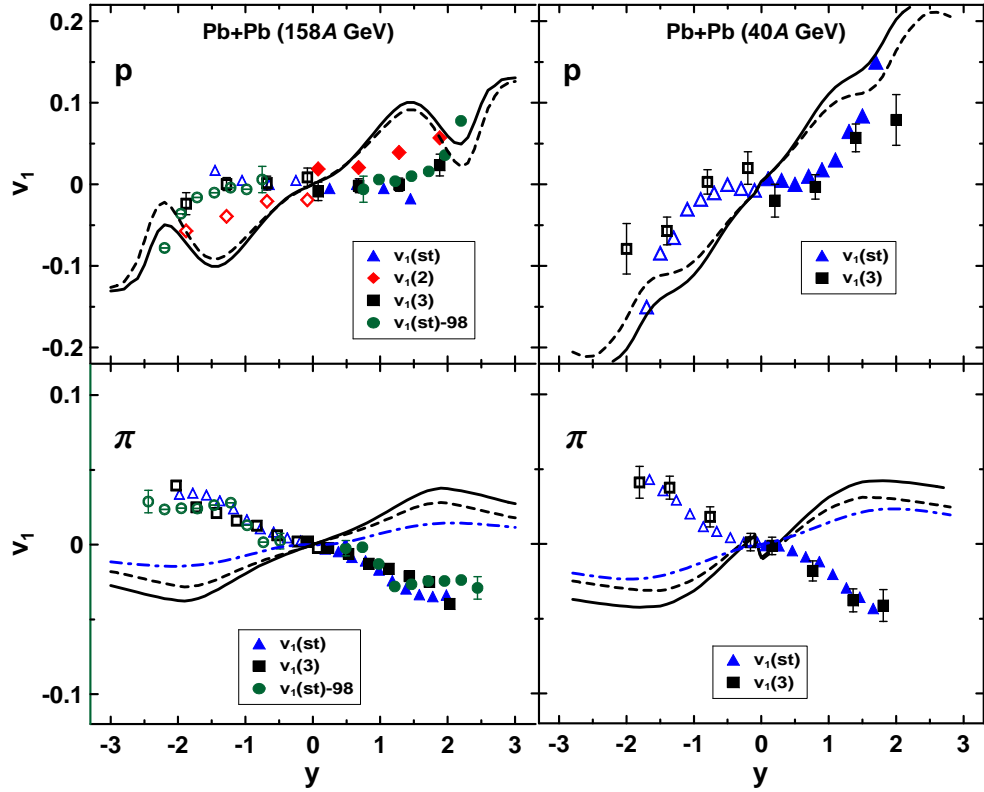 Pb+Pb (158A GeV)
Pb+Pb (40A GeV)
p
p
0.2
0.1
0
-0.1
-0.2
v₁
v₁(st)
v₁(2)
v₁(3)
v₁(st)-98
v₁(st)
v₁(3)
π
π
0.1
0
-0.1
v₁
v₁(st)
v₁(3)
v₁(st)-98
v₁(st)
v₁(3)
-3 -2 -1 0 1 2 3
-3 -2 -1 0 1 2 3
y
y